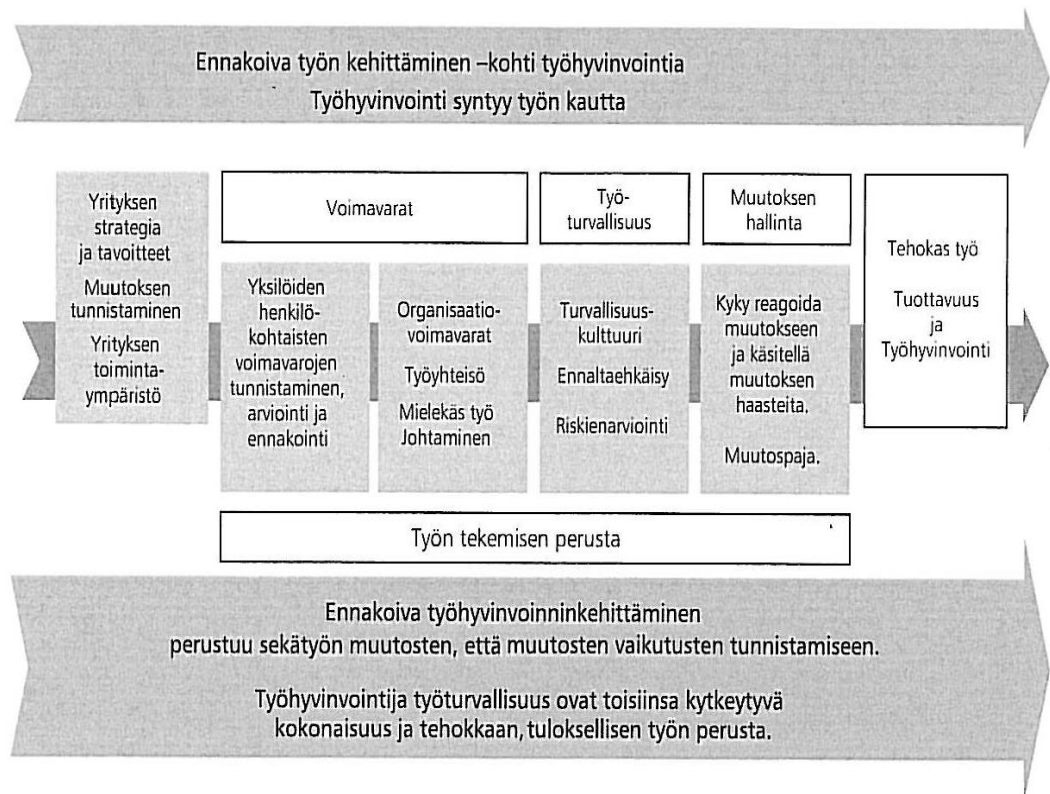 Ennakoiva työn kehittäminen –kohti työhyvinvointia
Työhyvinvointi syntyy työn kautta
Yrityksen
strategia
ja tavoitteet
Muutoksen
tunnistaminen
Yrityksen
toiminta-
ympäristö
Voimavarat
Yksilöiden
henkilö-
kohtaisten
voimavarojen
tunnistaminen,
arviointi ja
ennakointi
Organisaatio-
voimavarat
Työyhteisö
Mielekäs työ
Johtaminen
Työ-
turvallisuus
Turvallisuus-
kulttuuri
Ennaltaehkäisy
Riskienarviointi
Muutoksen
hallinta
Kyky reagoida
muutokseen
ja käsitellä
muutoksen
haasteita.
Muutospaja.
Tehokas työ
Tuottavuus
ja
Työhyvinvointi
Työn tekemisen perusta
Ennakoiva työhyvinvoinninkehittäminen
perustuu sekätyön muutosten, että muutosten vaikutusten tunnistamiseen.
Työhyvinvointija työturvallisuus ovat toisiinsa kytkeytyvä
kokonaisuus ja tehokkaan, tuloksellisen työn perusta.